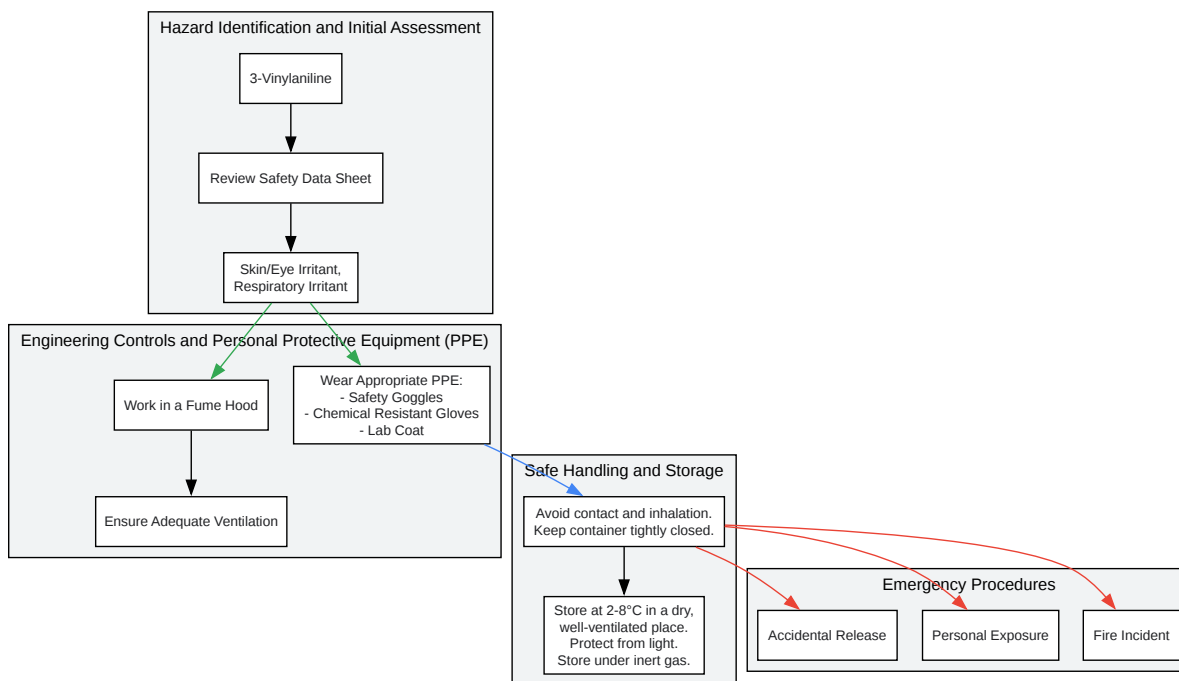 Hazard Identification and Initial Assessment
3-Vinylaniline
Review Safety Data Sheet
Skin/Eye Irritant,
Respiratory Irritant
Engineering Controls and Personal Protective Equipment (PPE)
Work in a Fume Hood
Wear Appropriate PPE:
- Safety Goggles
- Chemical Resistant Gloves
- Lab Coat
Ensure Adequate Ventilation
Safe Handling and Storage
Avoid contact and inhalation.
Keep container tightly closed.
Store at 2-8°C in a dry,
well-ventilated place.
Protect from light.
Store under inert gas.
Emergency Procedures
Accidental Release
Personal Exposure
Fire Incident